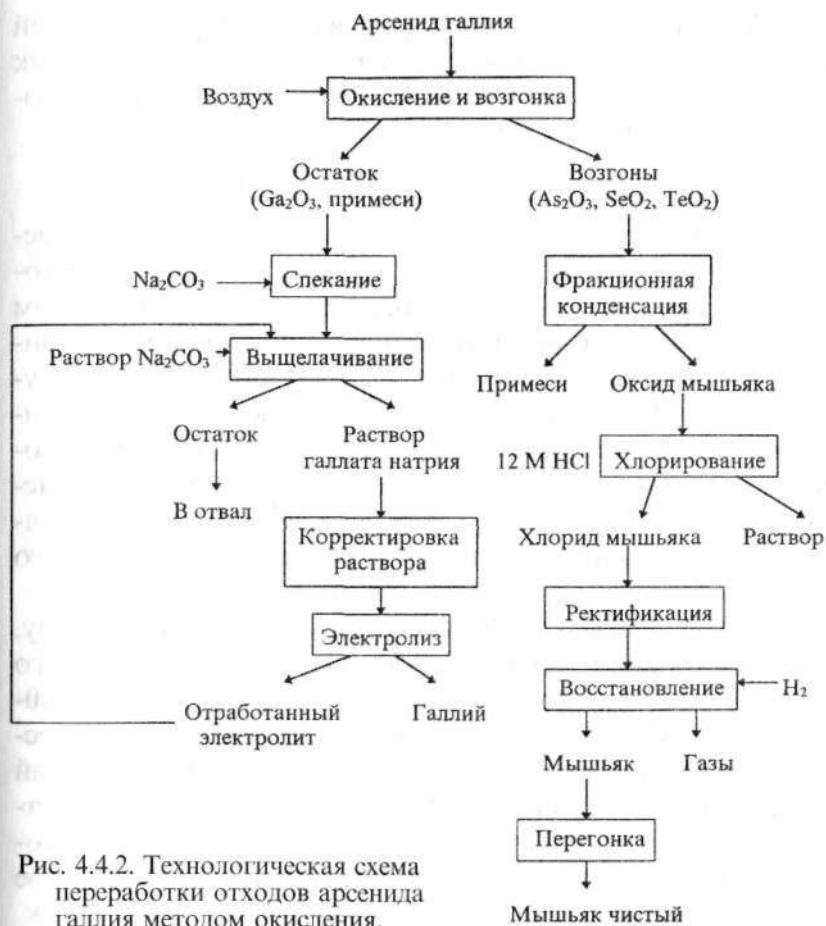 Арсенид галлия
Воздух
Окисление и возгонка
Остаток
(Ga₂O₃, примеси)
Возгоны
(As₂O₃, SeO₂, TeO₂)
Na₂CO₃
Спекание
Фракционная
конденсация
Раствор Na₂CO₃
Выщелачивание
Примеси
Оксид мышьяка
Остаток
Раствор
галлата натрия
12 М HCl
Хлорирование
В отвал
Корректировка
раствора
Хлорид мышьяка
Раствор
Электролиз
Ректификация
Отработанный
электролит
Галлий
Восстановление
H₂
Мышьяк
Газы
Перегонка
Мышьяк чистый
Рис. 4.4.2. Технологическая схема
переработки отходов арсенида
галлия методом окисления.